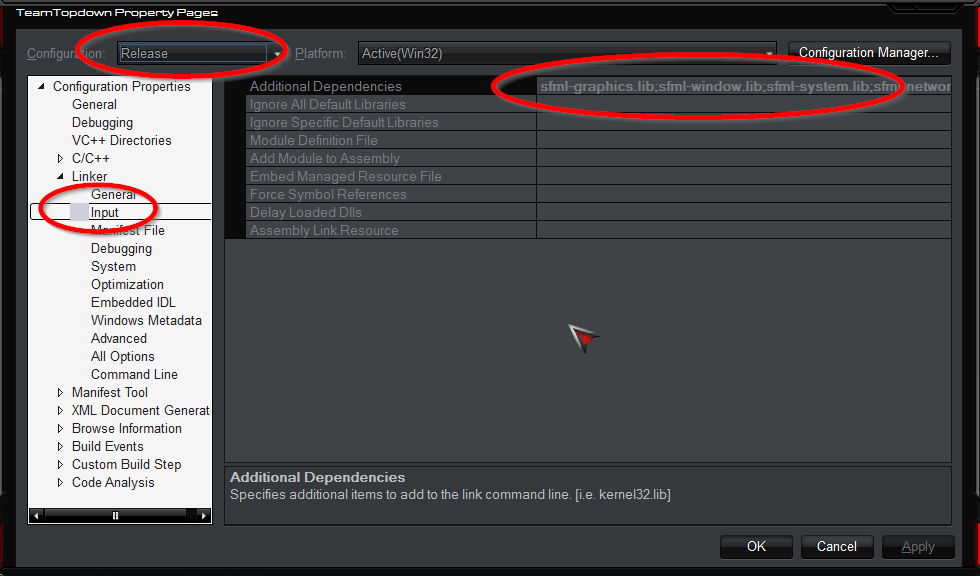 TeamTopdown Property Pages
Configuration: Release Platform: Active(Win32) Configuration Manager...
Configuration Properties
General
Debugging
VC++ Directories
C/C++
Linker
General
Input
Manifest File
Debugging
System
Optimization
Embedded IDL
Windows Metadata
Advanced
All Options
Command Line
Manifest Tool
XML Document Generat
Browse Information
Build Events
Custom Build Step
Code Analysis
Additional Dependencies sfml-graphics.lib;sfml-window.lib;sfml-system.lib;sfml-networ
Ignore All Default Libraries
Ignore Specific Default Libraries
Module Definition File
Add Module to Assembly
Embed Managed Resource File
Force Symbol References
Delay Loaded Dlls
Assembly Link Resource
Additional Dependencies
Specifies additional items to add to the link command line. [i.e. kernel32.lib]
OK Cancel Apply